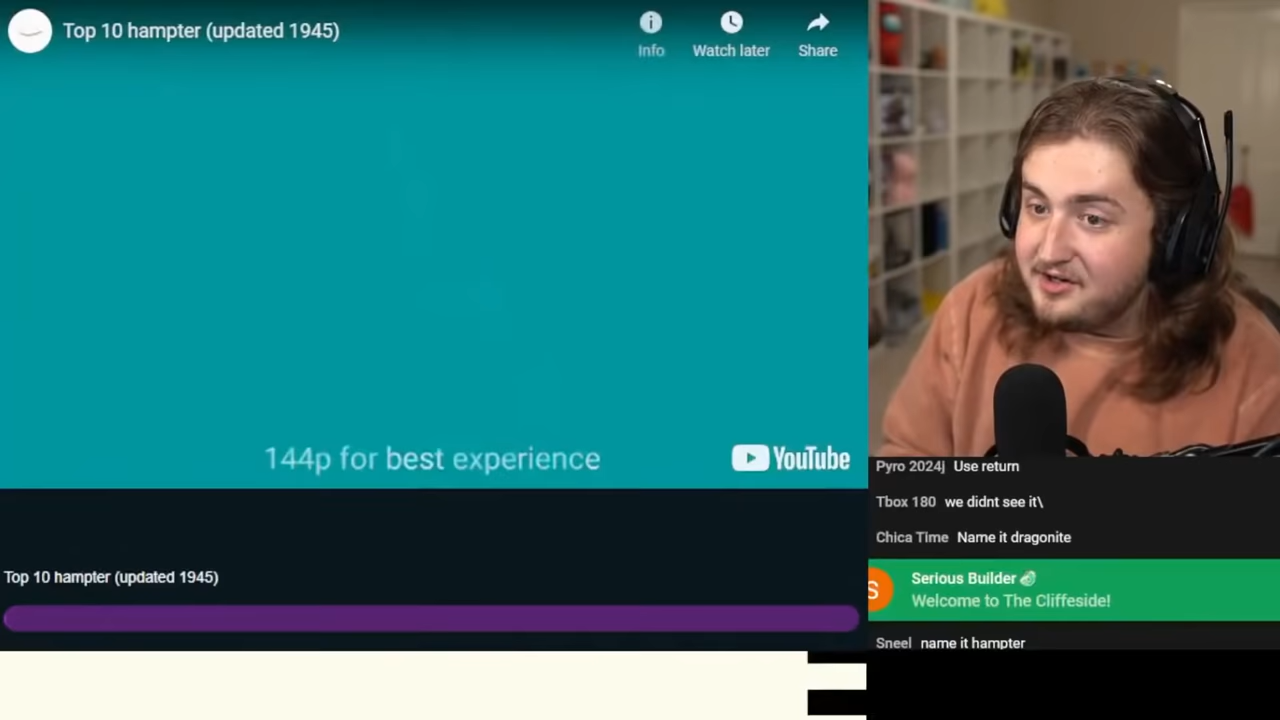 Top 10 hampter (updated 1945)
Info
Watch later
Share
144p for best experience
YouTube
Top 10 hampter (updated 1945)
Pyro 2024j Use return
Tbox 180 we didnt see it\
Chica Time Name it dragonite
S
Serious Builder
Welcome to The Cliffeside!
Sneel name it hampter